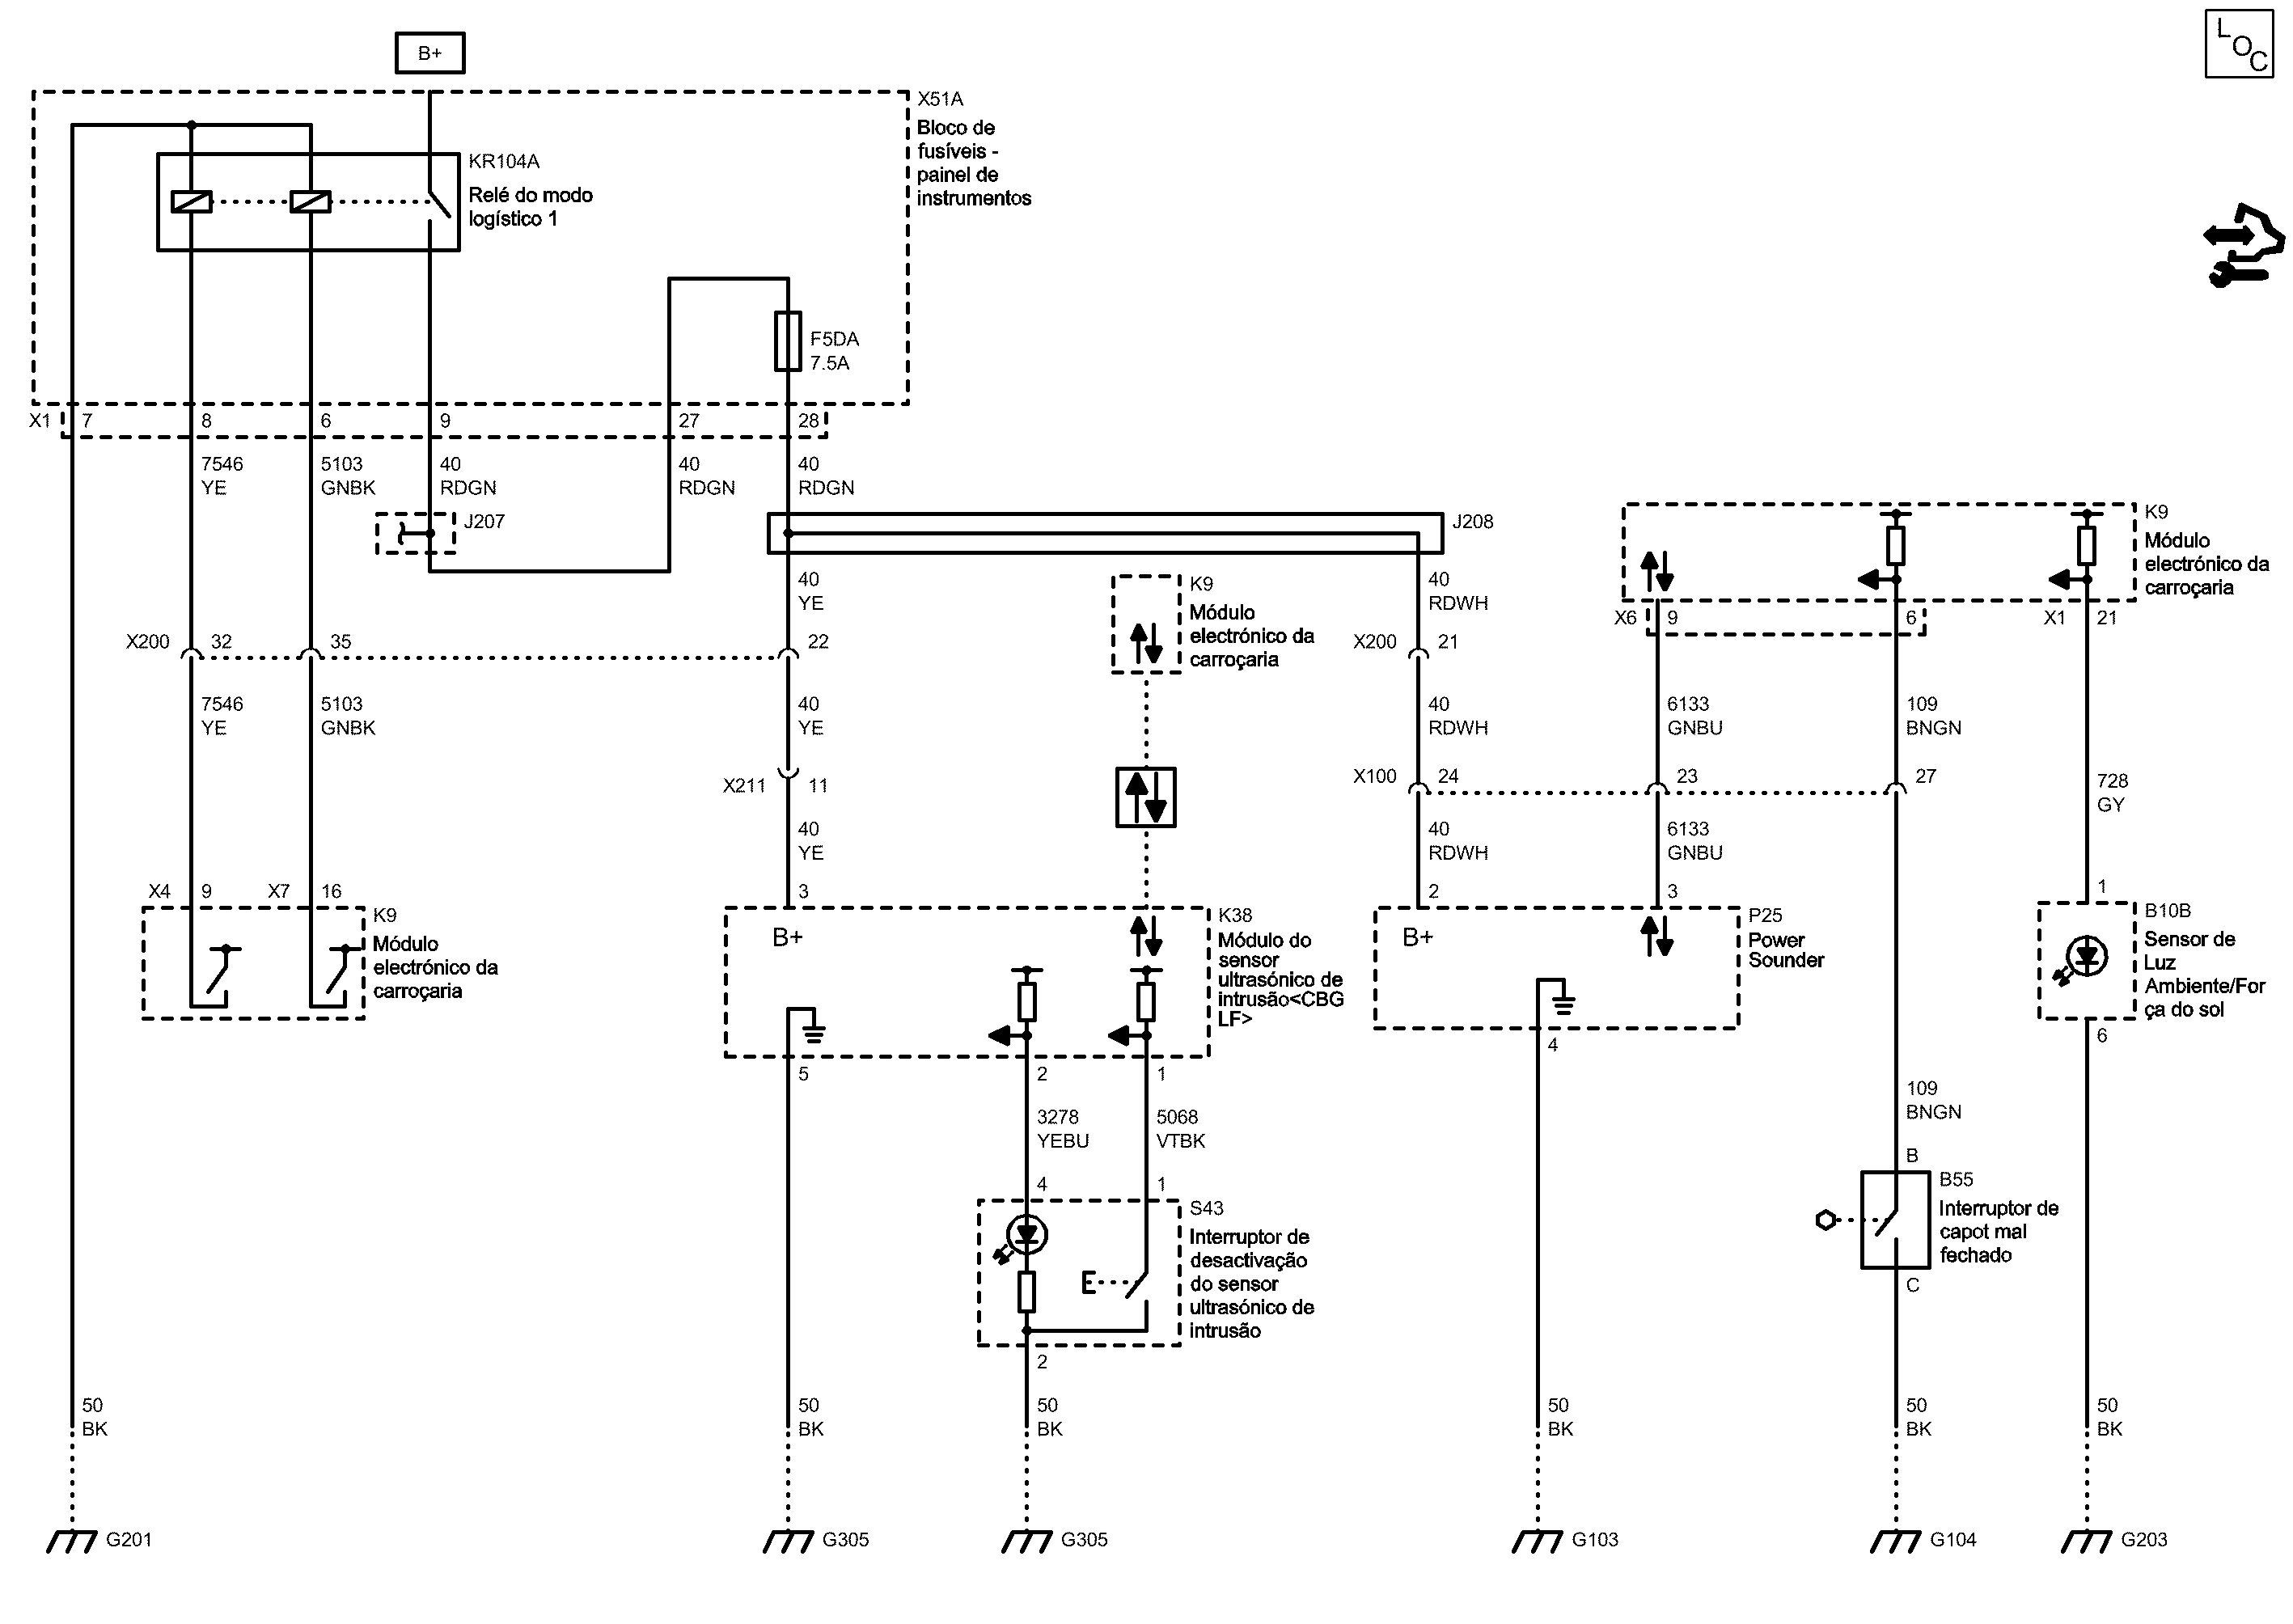 LOC
B+
X51A
Bloco de
fusíveis -
painel de
instrumentos
KR104A
Relé do modo
logístico 1
F5DA
7.5A
X1 7 8 6 9 27 28
7546 5103 40 40 40
YE GNBK RDGN RDGN RDGN
J207
J208
K9
Módulo
electrónico da
carroçaria
40
YE
K9
Módulo
electrónico da
carroçaria
40
RDWH
X6 9 6 X1 21
X200 32 35 22
X200 21
7546 5103 40 40 6133 109
YE GNBK YE RDWH GNBU BNGN
X211 11
X100 24 23 27
728
GY
40 40 6133
YE RDWH GNBU
X4 9 X7 16 3 2 3 1
K9
Módulo
electrónico da
carroçaria
B+
K38
Módulo do
sensor
ultrasónico de
intrusão<CBG
LF>
B+
P25
Power
Sounder
B10B
Sensor de
Luz
Ambiente/For
ça do sol
5 2 1 4 6
3278 5068 109
YEBU VTBK BNGN
4 1 B
S43
Interruptor de
desactivação
do sensor
ultrasónico de
intrusão
B55
Interruptor de
capot mal
fechado
2 C
50 50 50 50 50 50
BK BK BK BK BK BK
G201 G305 G305 G103 G104 G203